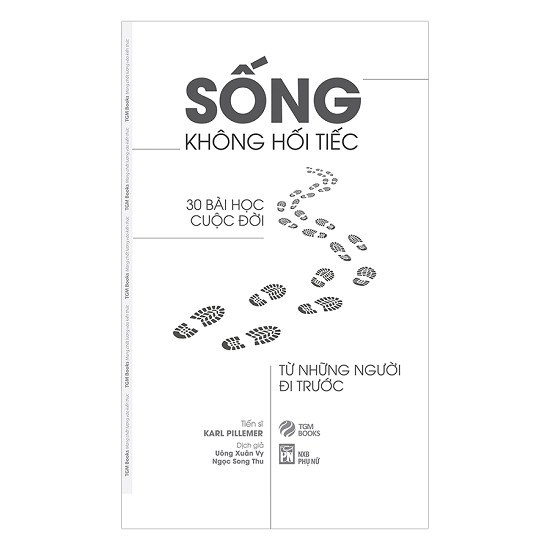 SỐNG
KHÔNG HỐI TIẾC
30 BÀI HỌC
CUỘC ĐỜI
TỪ NHỮNG NGƯỜI
ĐI TRƯỚC
Tiến sĩ
KARL PILLEMER
Dịch giả
Uông Xuân Vy
Ngọc Song Thu
TGM
BOOKS
PN
NXB
PHỤ NỮ